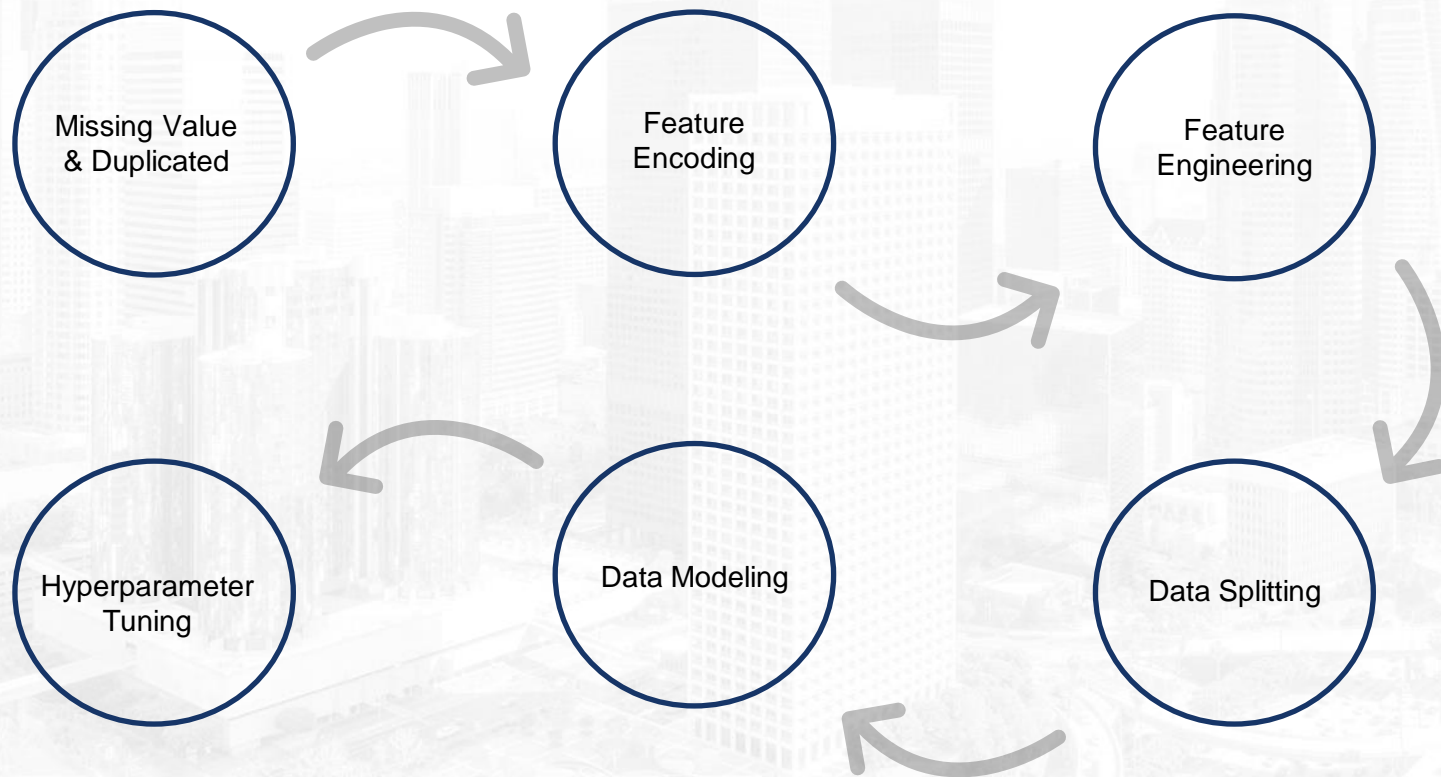 Missing Value
& Duplicated
Feature
Encoding
Feature
Engineering
Hyperparameter
Tuning
Data Modeling
Data Splitting